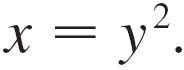 x = y².